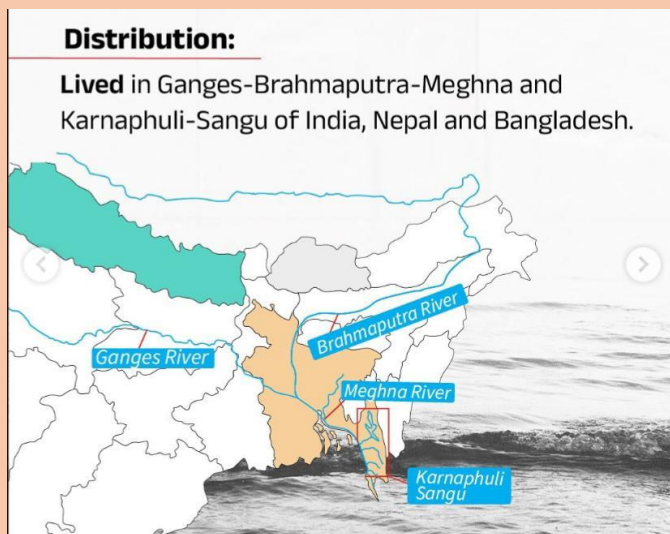 Distribution:
Lived in Ganges-Brahmaputra-Meghna and
Karnaphuli-Sangu of India, Nepal and Bangladesh.
Brahmaputra River
Ganges River
Meghna River
Karnaphuli
Sangu